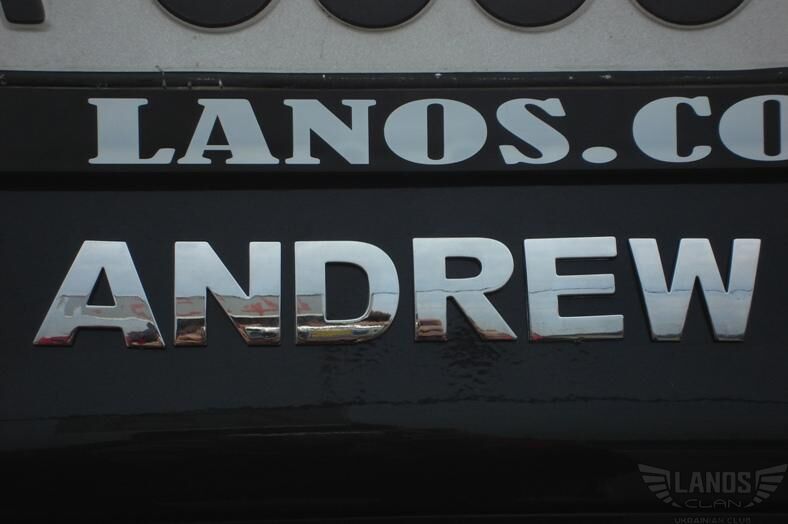 LANOS.CO
ANDREW
LANOS
CLAN
UKRAINIAN CLUB